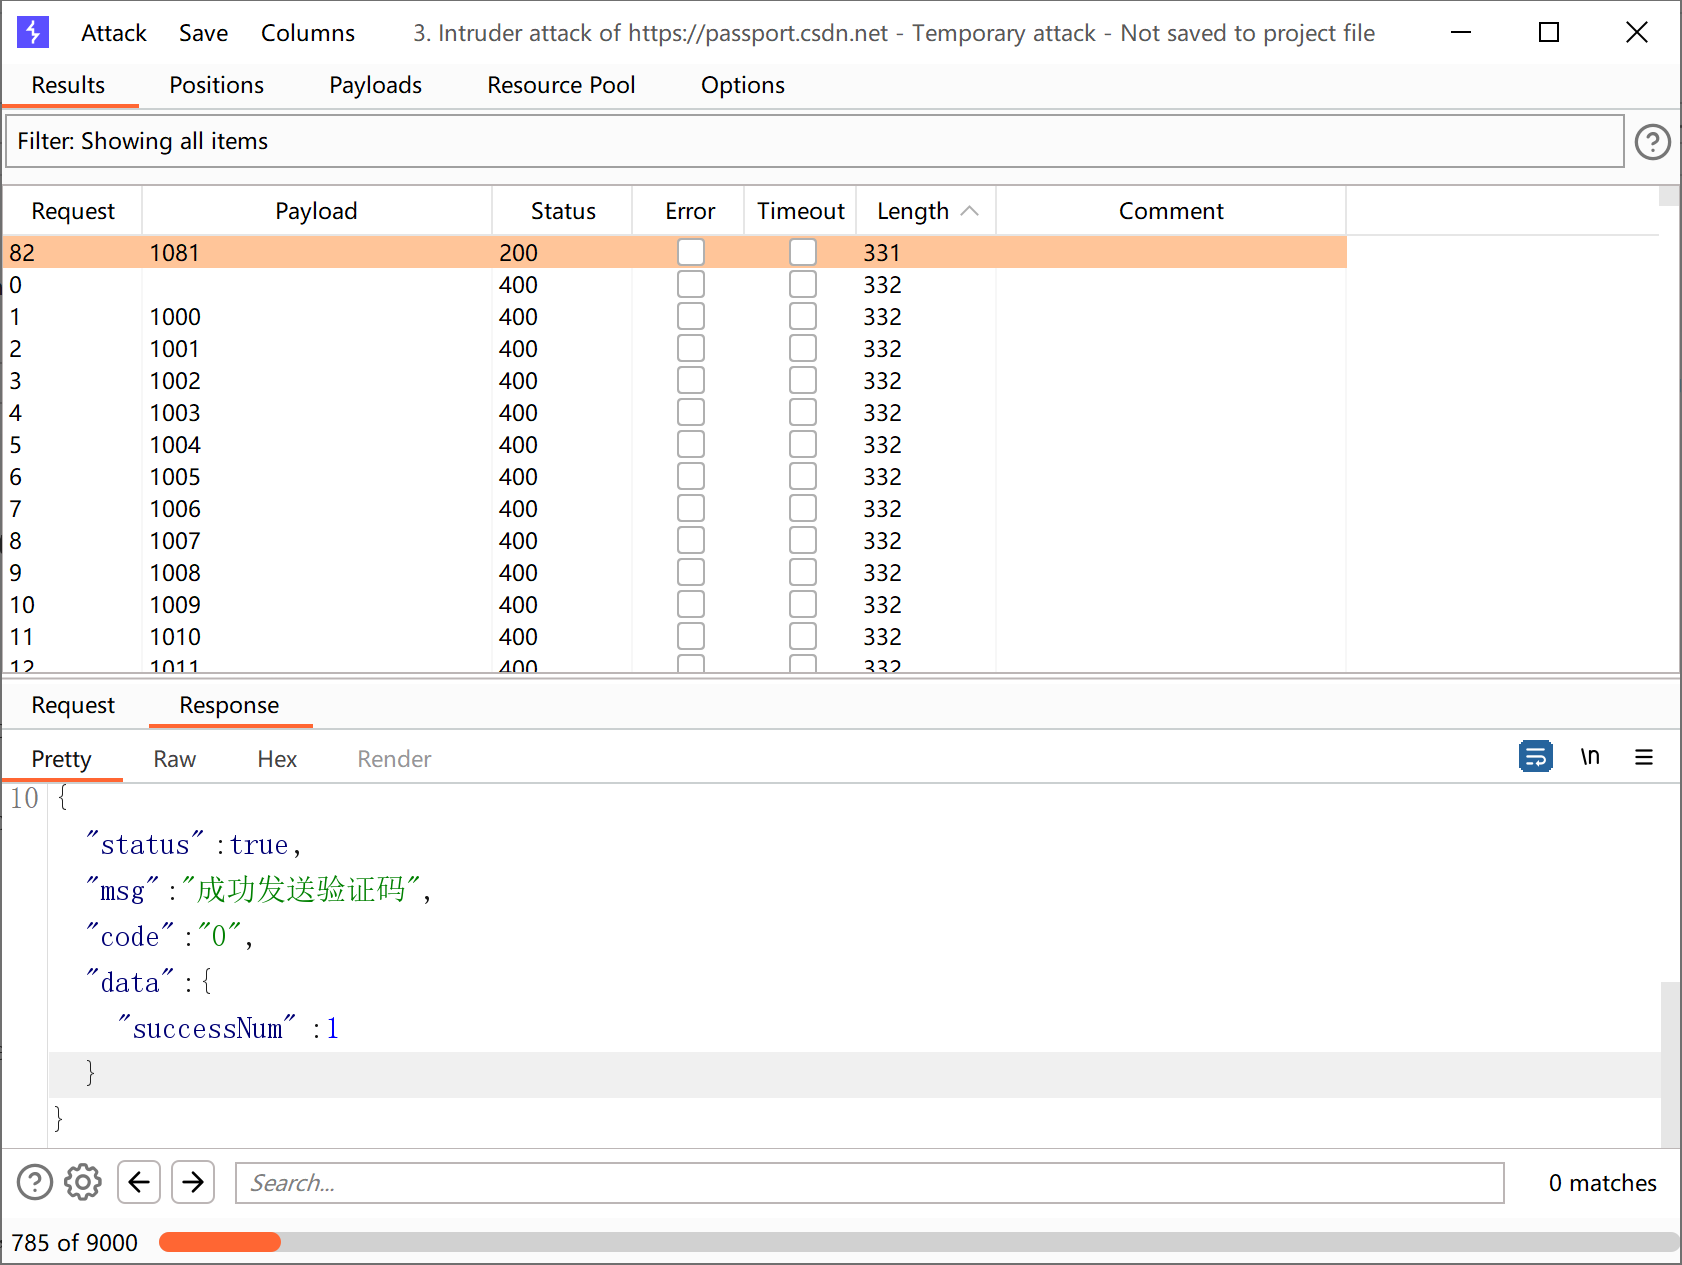 Attack Save Columns 3. Intruder attack of https://passport.csdn.net - Temporary attack - Not saved to project file
Results Positions Payloads Resource Pool Options
Filter: Showing all items
Request Payload Status Error Timeout Length Comment
82 1081 200 331
0 400 332
1 1000 400 332
2 1001 400 332
3 1002 400 332
4 1003 400 332
5 1004 400 332
6 1005 400 332
7 1006 400 332
8 1007 400 332
9 1008 400 332
10 1009 400 332
11 1010 400 332
12 1011 400 332
Request Response
Pretty Raw Hex Render \n
10 {
"status":true,
"msg":"成功发送验证码",
"code":"0",
"data":{
"successNum":1
}
}
Search... 0 matches
785 of 9000